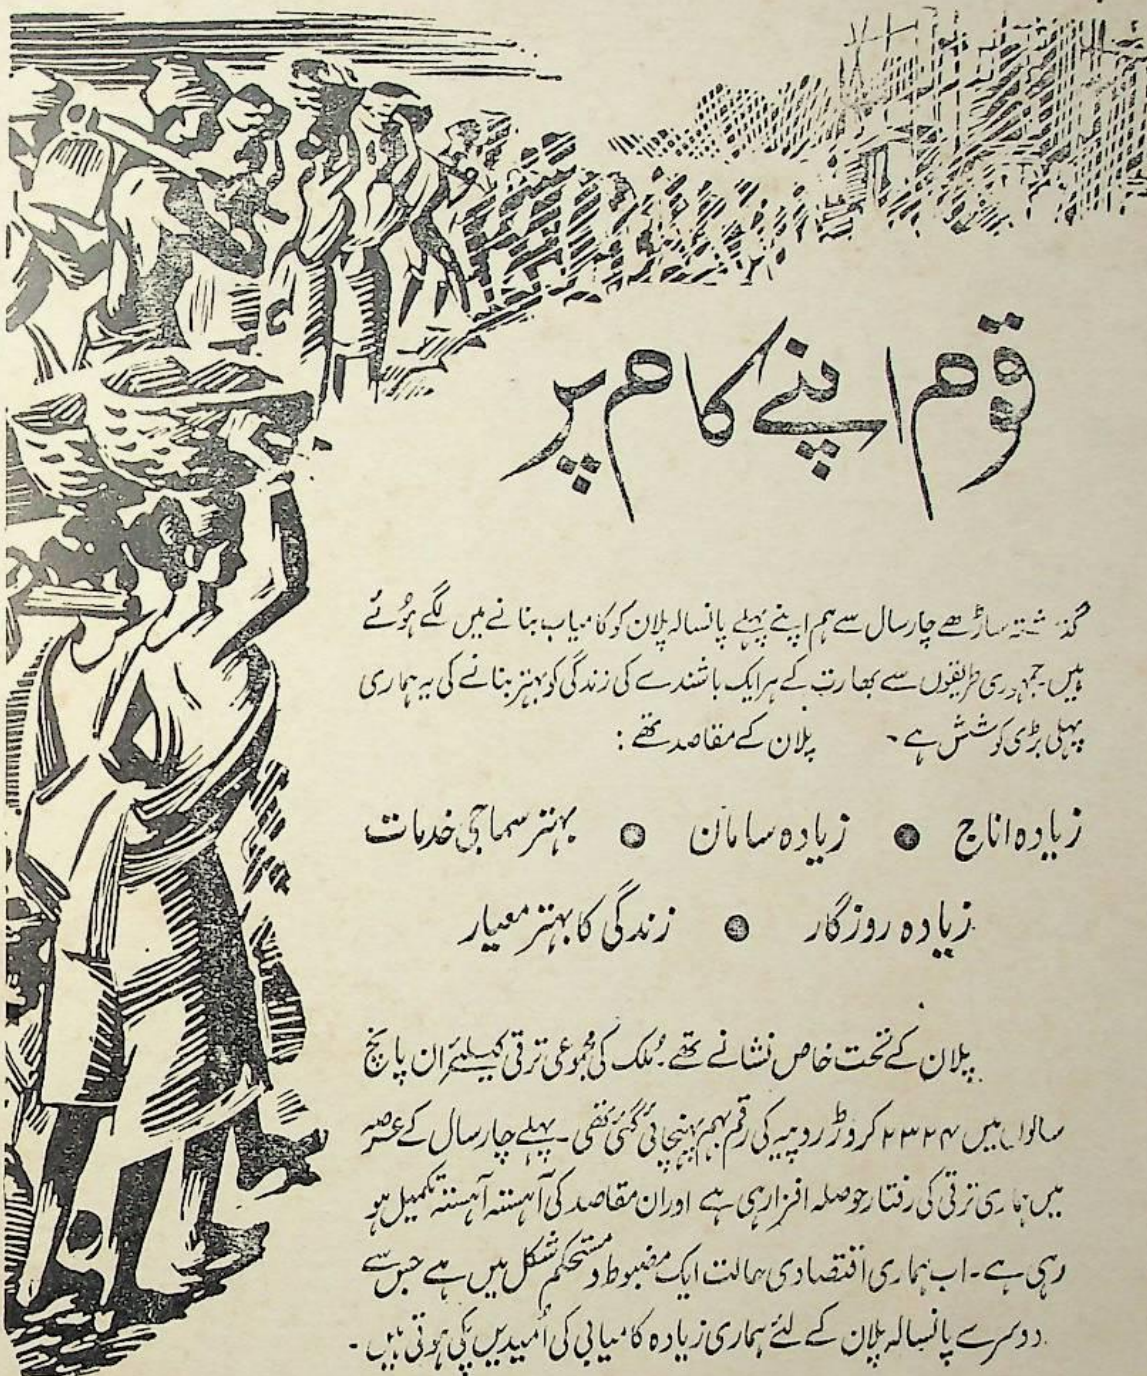 قوم اپنے کام پر
گذشتہ ساڑھے چار سال سے ہم اپنے پہلے پانسالہ پلان کو کامیاب بنانے میں لگے ہُوئے
ہیں۔ جمہوری طریقوں سے بھارت کے ہر ایک باشندے کی زندگی کو بہتر بنانے کی یہ ہماری
پہلی بڑی کوشش ہے۔ پلان کے مقاصد تھے :
زیادہ اناج ● زیادہ سامان ● بہتر سماجی خدمات
زیادہ روزگار ● زندگی کا بہتر معیار
پلان کے تحت خاص نشانے تھے۔ مُلک کی مجموعی ترقی کیلئے ان پانچ
سالوں میں ۲۳۲۴ کروڑ روپیہ کی رقم بہم پہنچائی گئی تھی۔ پہلے چار سال کے عرصہ
میں ہماری ترقی کی رفتار حوصلہ افزا رہی ہے اور ان مقاصد کی آہستہ آہستہ تکمیل ہو
رہی ہے۔ اب ہماری اقتصادی حالت ایک مضبوط و مستحکم شکل میں ہے جس سے
دوسرے پانسالہ پلان کے لئے ہماری زیادہ کامیابی کی اُمیدیں پکی ہوتی ہیں۔